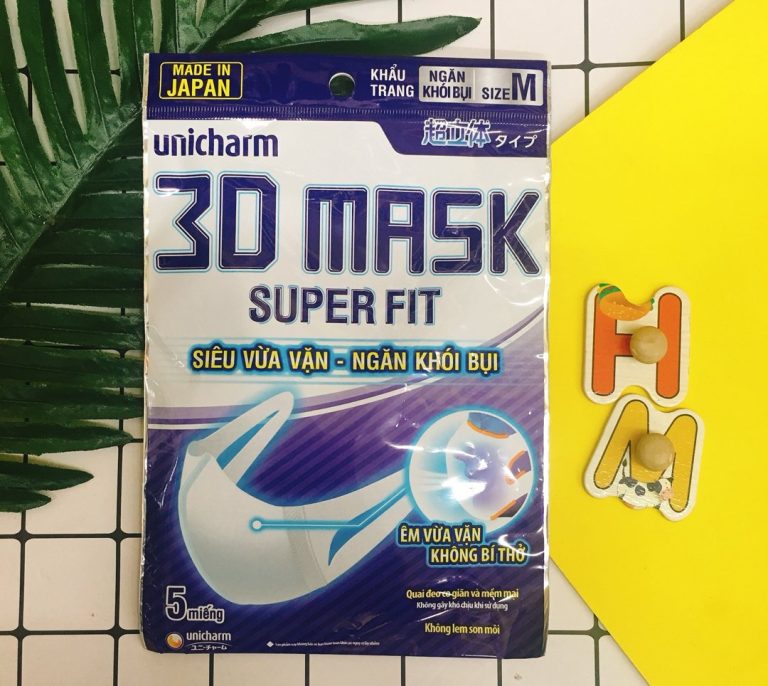 MADE IN
JAPAN
KHẨU
TRANG
NGĂN
KHÓI BỤI
SIZE M
unicharm
超立体タイプ
3D MASK
SUPER FIT
SIÊU VỪA VẶN - NGĂN KHÓI BỤI
ÊM VỪA VẶN
KHÔNG BÍ THỞ
Quai đeo co giãn và mềm mại
Không gây khó chịu khi sử dụng
Không lem son môi
5 miếng
unicharm
ユニ・チャーム
H
M